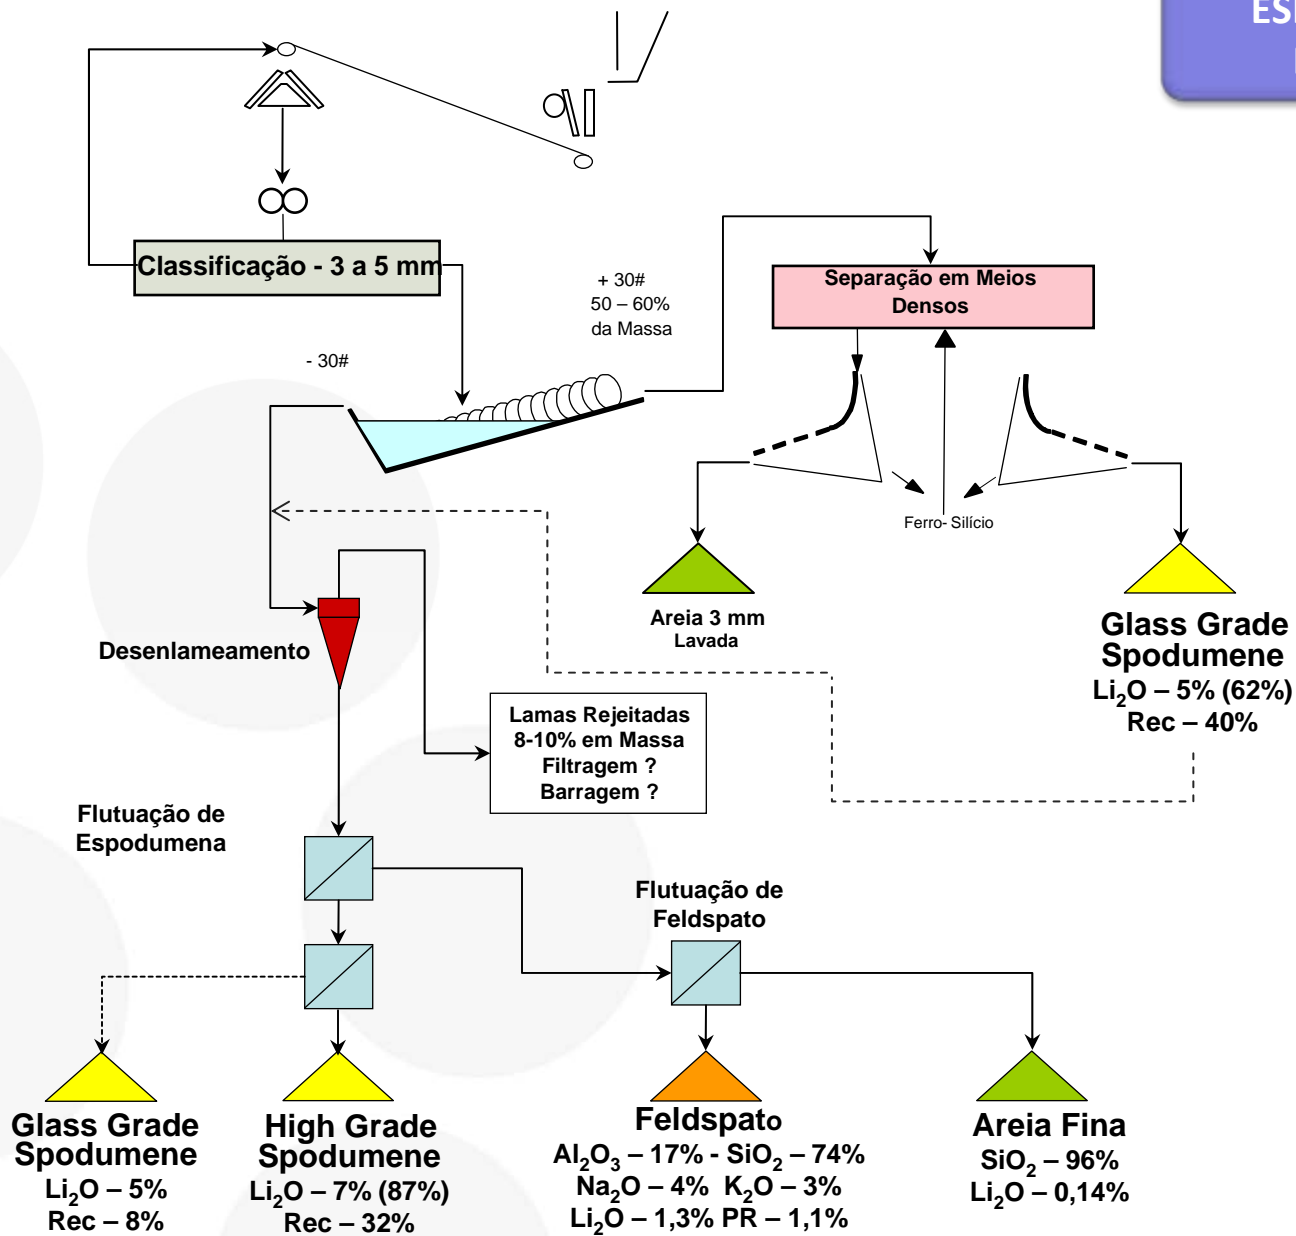 Classificação - 3 a 5 mm
+ 30#
50 – 60%
da Massa
- 30#
Separação em Meios
Densos
Ferro- Silício
Areia 3 mm
Lavada
Glass Grade
Spodumene
Li₂O – 5% (62%)
Rec – 40%
Desenlameamento
Lamas Rejeitadas
8-10% em Massa
Filtragem ?
Barragem ?
Flutuação de
Espodumena
Flutuação de
Feldspato
Glass Grade
Spodumene
Li₂O – 5%
Rec – 8%
High Grade
Spodumene
Li₂O – 7% (87%)
Rec – 32%
Feldspato
Al₂O₃ – 17% - SiO₂ – 74%
Na₂O – 4% K₂O – 3%
Li₂O – 1,3% PR – 1,1%
Areia Fina
SiO₂ – 96%
Li₂O – 0,14%